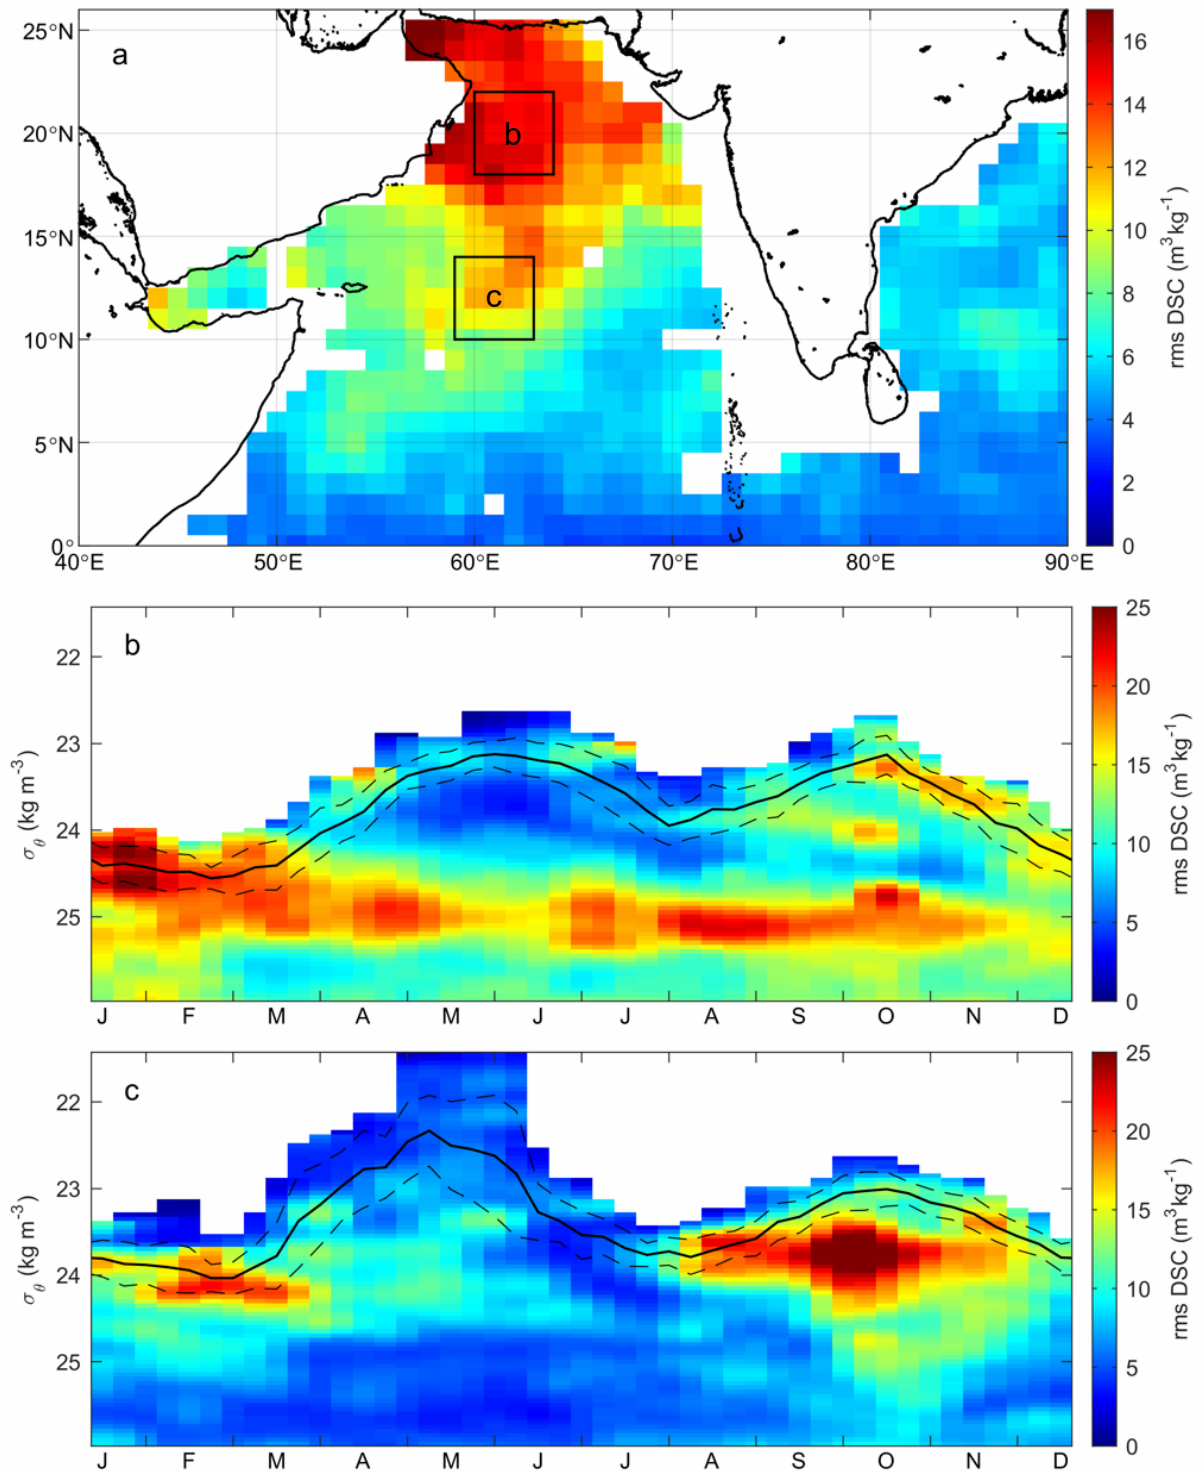 a
b
c
25°N
20°N
15°N
10°N
5°N
0°
40°E 50°E 60°E 70°E 80°E 90°E
16
14
12
10
8
6
4
2
0
rms DSC (m³kg⁻¹)
b
22
23
24
25
σθ (kg m⁻³)
J F M A M J J A S O N D
25
20
15
10
5
0
rms DSC (m³kg⁻¹)
c
22
23
24
25
σθ (kg m⁻³)
J F M A M J J A S O N D
25
20
15
10
5
0
rms DSC (m³kg⁻¹)